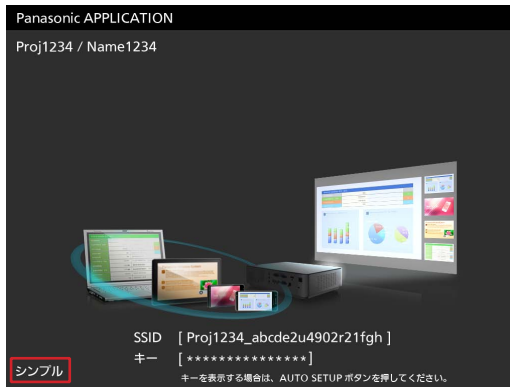 Panasonic APPLICATION
Proj1234 / Name1234
SSID [ Proj1234_abcde2u4902r21fgh ]
キー [***************]
キーを表示する場合は、AUTO SETUP ボタンを押してください。
シンプル